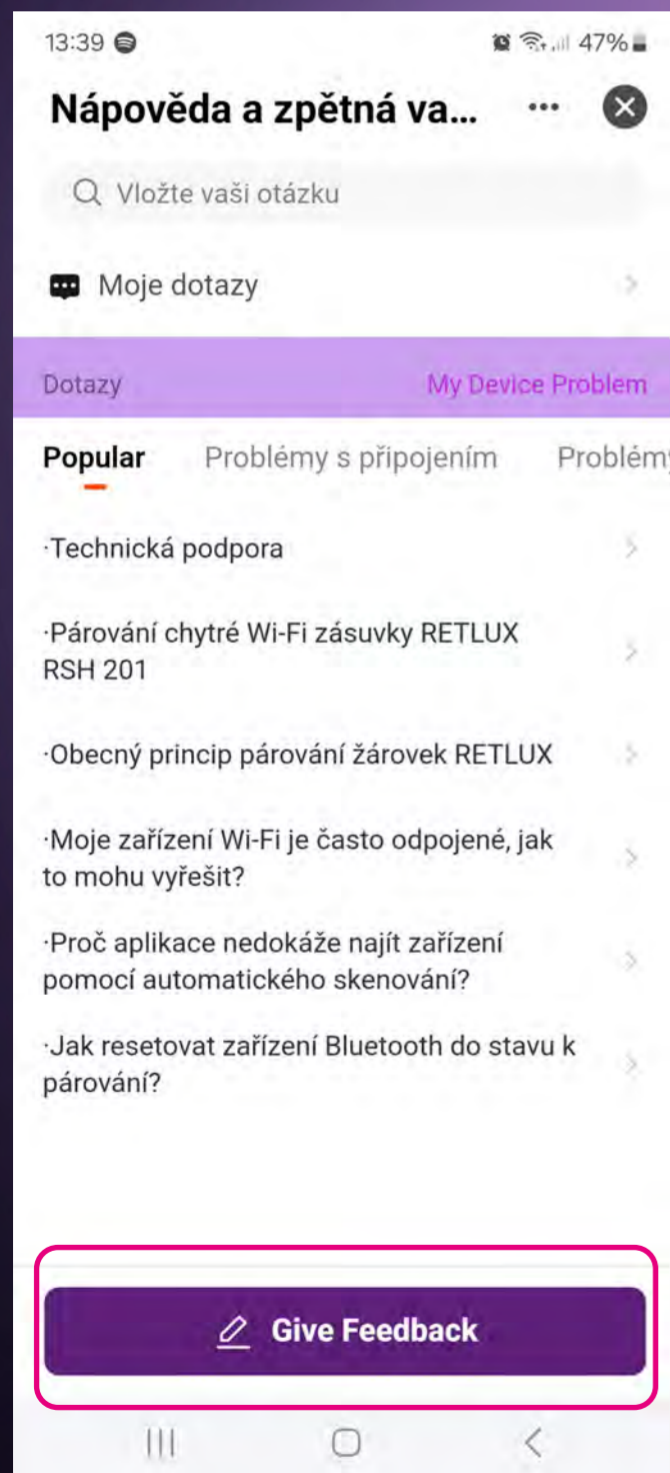 13:39
47%
Nápověda a zpětná va...
Vložte vaši otázku
Moje dotazy
Dotazy
My Device Problem
Popular
Problémy s připojením
Problémy
·Technická podpora
·Párování chytré Wi-Fi zásuvky RETLUX
RSH 201
·Obecný princip párování žárovek RETLUX
·Moje zařízení Wi-Fi je často odpojené, jak
to mohu vyřešit?
·Proč aplikace nedokáže najít zařízení
pomocí automatického skenování?
·Jak resetovat zařízení Bluetooth do stavu k
párování?
Give Feedback